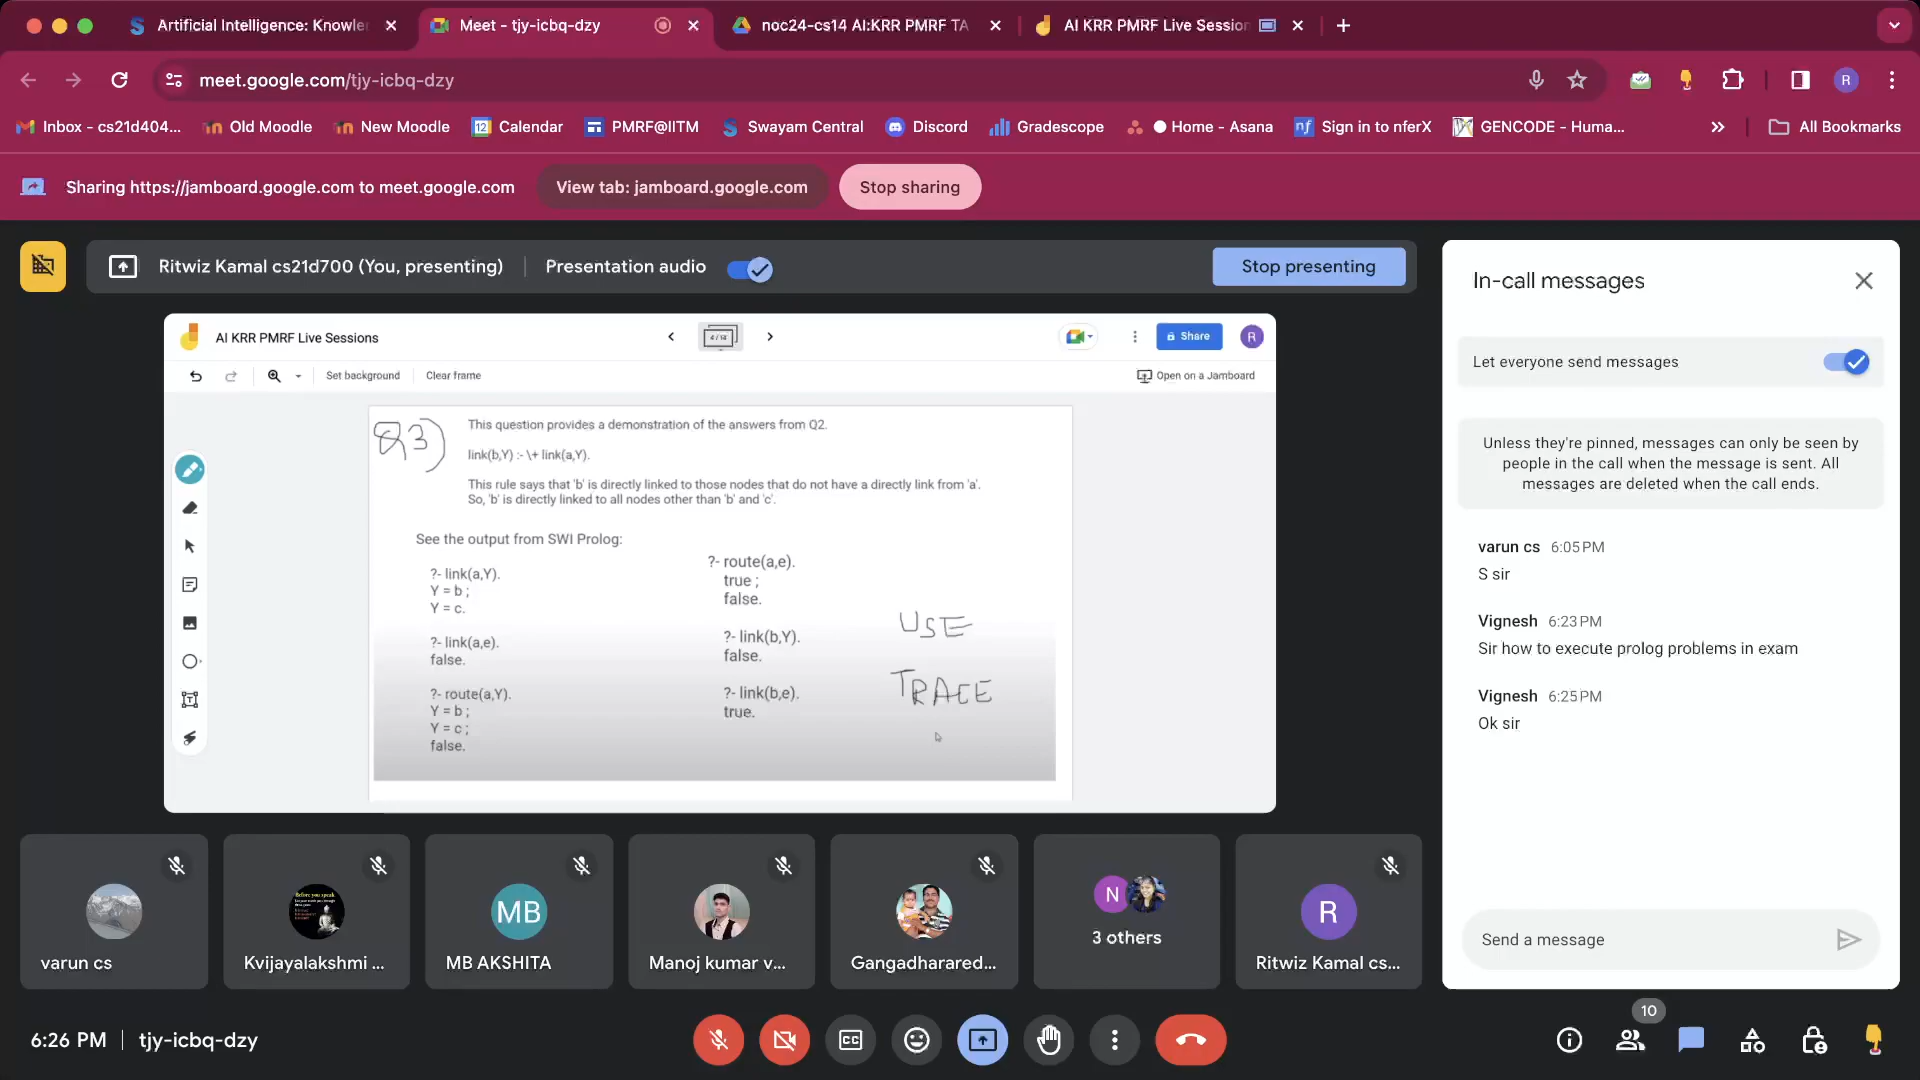 Artificial Intelligence: Knowle
Meet - tjy-icbq-dzy
noc24-cs14 AI:KRR PMRF TA
AI KRR PMRF Live Session
meet.google.com/tjy-icbq-dzy
R
Inbox - cs21d404...
Old Moodle
New Moodle
12
Calendar
PMRF@IITM
Swayam Central
Discord
Gradescope
Home - Asana
nf
Sign in to nferX
GENCODE - Huma...
All Bookmarks
Sharing https://jamboard.google.com to meet.google.com
View tab: jamboard.google.com
Stop sharing
Ritwiz Kamal cs21d700 (You, presenting)
Presentation audio
Stop presenting
AI KRR PMRF Live Sessions
Share
R
Set background
Clear frame
Open on a Jamboard
Q3)
This question provides a demonstration of the answers from Q2.
link(b,Y) :- \+ link(a,Y).
This rule says that 'b' is directly linked to those nodes that do not have a directly link from 'a'.
So, 'b' is directly linked to all nodes other than 'b' and 'c'.
See the output from SWI Prolog:
?- link(a,Y).
Y = b ;
Y = c.
?- link(a,e).
false.
?- route(a,Y).
Y = b ;
Y = c ;
false.
?- route(a,e).
true ;
false.
?- link(b,Y).
false.
?- link(b,e).
true.
USE
TRACE
In-call messages
Let everyone send messages
Unless they're pinned, messages can only be seen by
people in the call when the message is sent. All
messages are deleted when the call ends.
varun cs 6:05 PM
S sir
Vignesh 6:23 PM
Sir how to execute prolog problems in exam
Vignesh 6:25 PM
Ok sir
Send a message
varun cs
Kvijayalakshmi ...
MB
MB AKSHITA
Manoj kumar v...
Gangadharared...
N
3 others
R
Ritwiz Kamal cs...
6:26 PM
tjy-icbq-dzy
CC
10